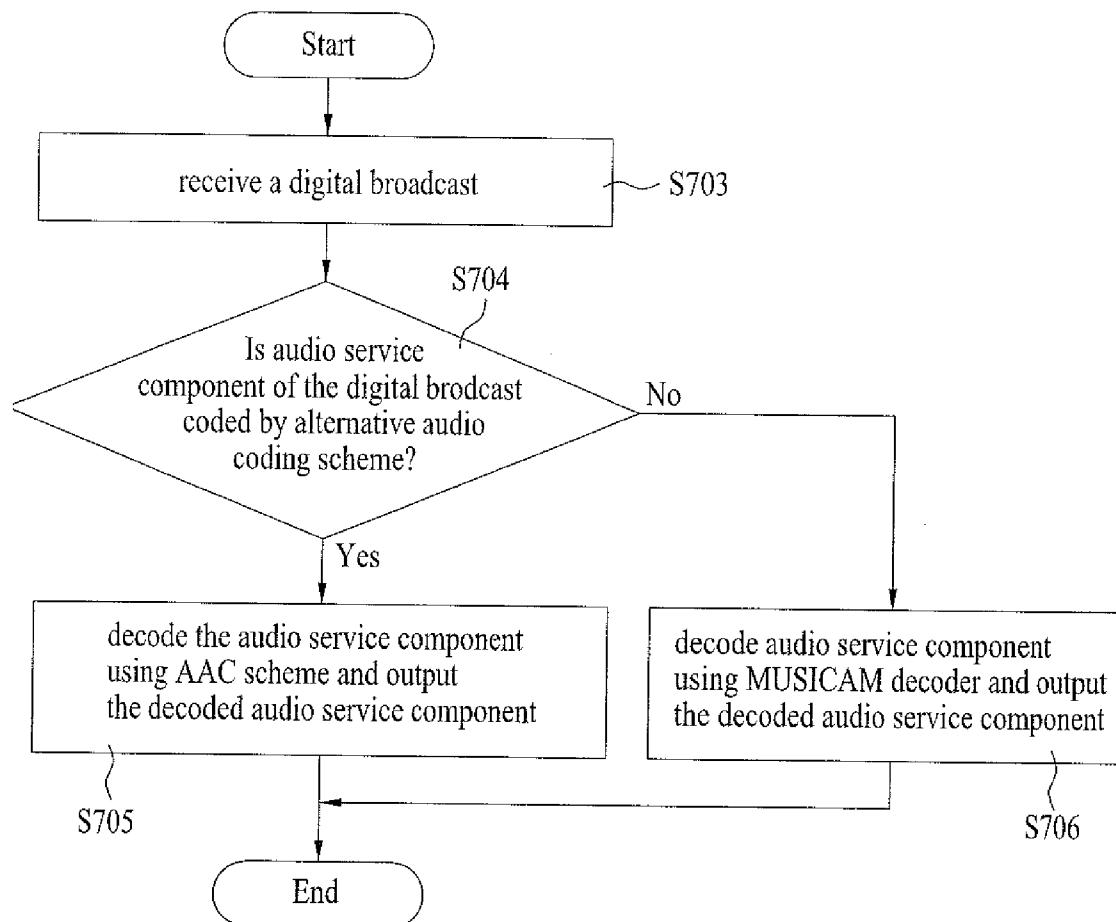 Start
receive a digital broadcast
S703
S704
Is audio service
component of the digital brodcast
coded by alternative audio
coding scheme?
No
Yes
decode the audio service component
using AAC scheme and output
the decoded audio service component
S705
decode audio service component
using MUSICAM decoder and output
the decoded audio service component
S706
End